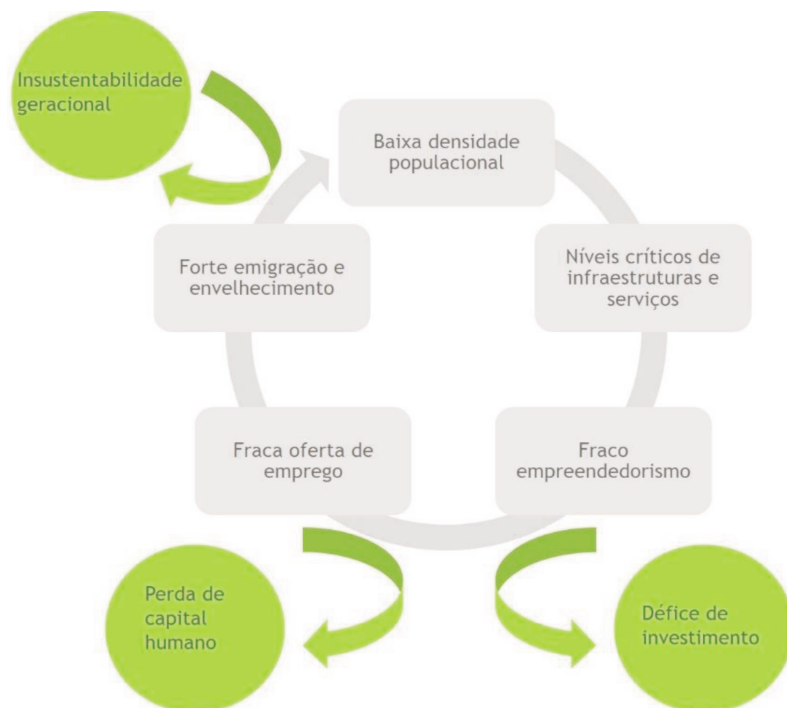 Insustentabilidade
geracional
Baixa densidade
populacional
Forte emigração e
envelhecimento
Níveis críticos de
infraestruturas e
serviços
Fraca oferta de
emprego
Fraco
empreendedorismo
Perda de
capital
humano
Défice de
investimento